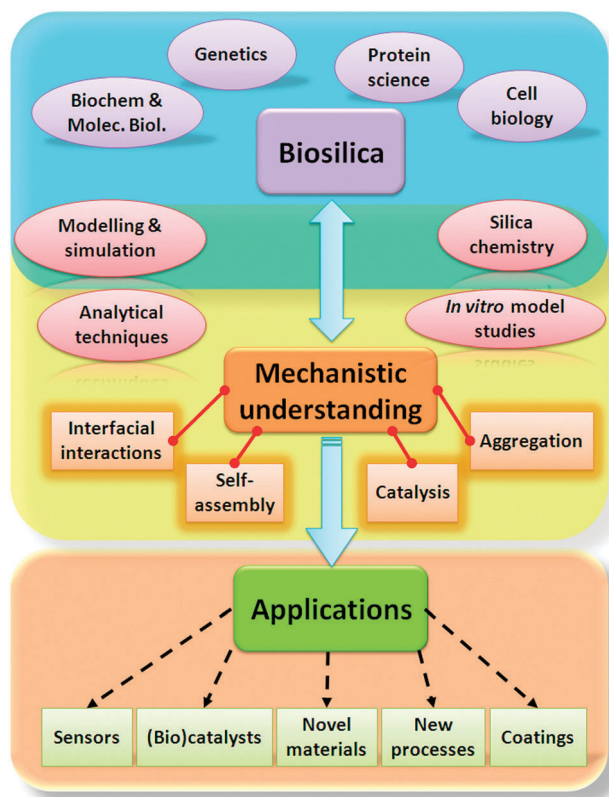 Genetics
Protein
science
Biochem &
Molec. Biol.
Cell
biology
Biosilica
Modelling &
simulation
Silica
chemistry
Analytical
techniques
In vitro model
studies
Mechanistic
understanding
Interfacial
interactions
Self-
assembly
Catalysis
Aggregation
Applications
Sensors
(Bio)catalysts
Novel
materials
New
processes
Coatings